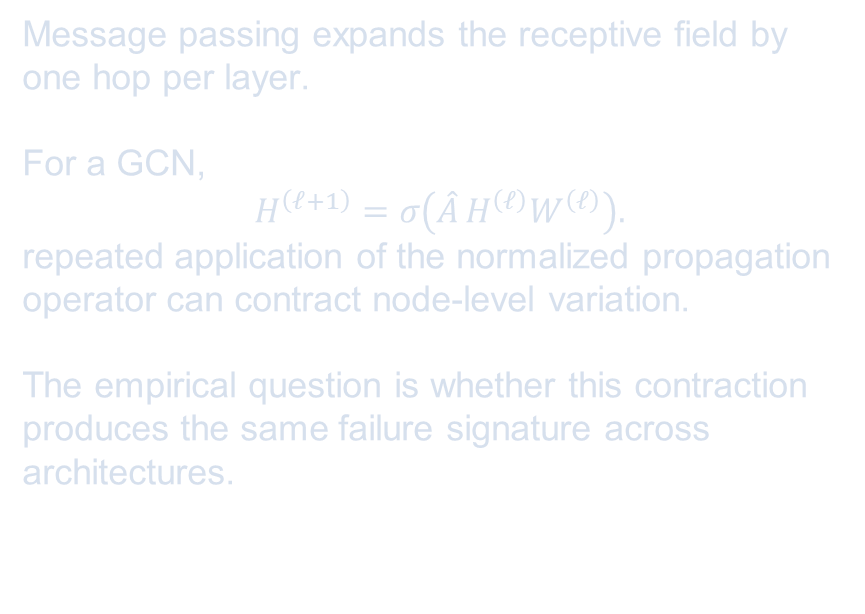 Message passing expands the receptive field by
one hop per layer.
For a GCN,
H^(ℓ+1) = σ(Â H^(ℓ) W^(ℓ)).
repeated application of the normalized propagation
operator can contract node-level variation.
The empirical question is whether this contraction
produces the same failure signature across
architectures.